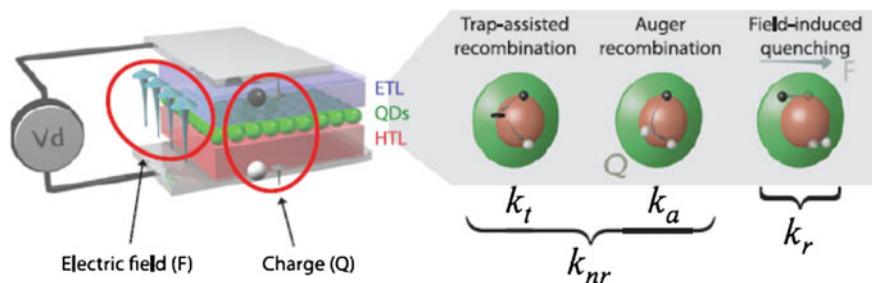 Trap-assisted
recombination
Auger
recombination
Field-induced
quenching
F
ETL
QDs
HTL
Vd
Q
k_t
k_a
k_r
k_nr
Electric field (F)
Charge (Q)